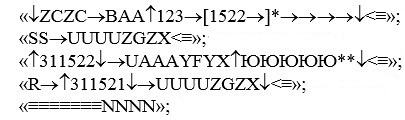 «↓ZCZC→BAA↑123→[1522→]*→→→→↓<≡»;
«SS→UUUUZGZX<≡»;
«↑311522↓→UAAAYFYX↑ЮЮЮЮЮЮ**↓<≡»;
«R→↑311521↓→UUUUZGZX↓<≡»;
«≡≡≡≡≡≡≡NNNN»;